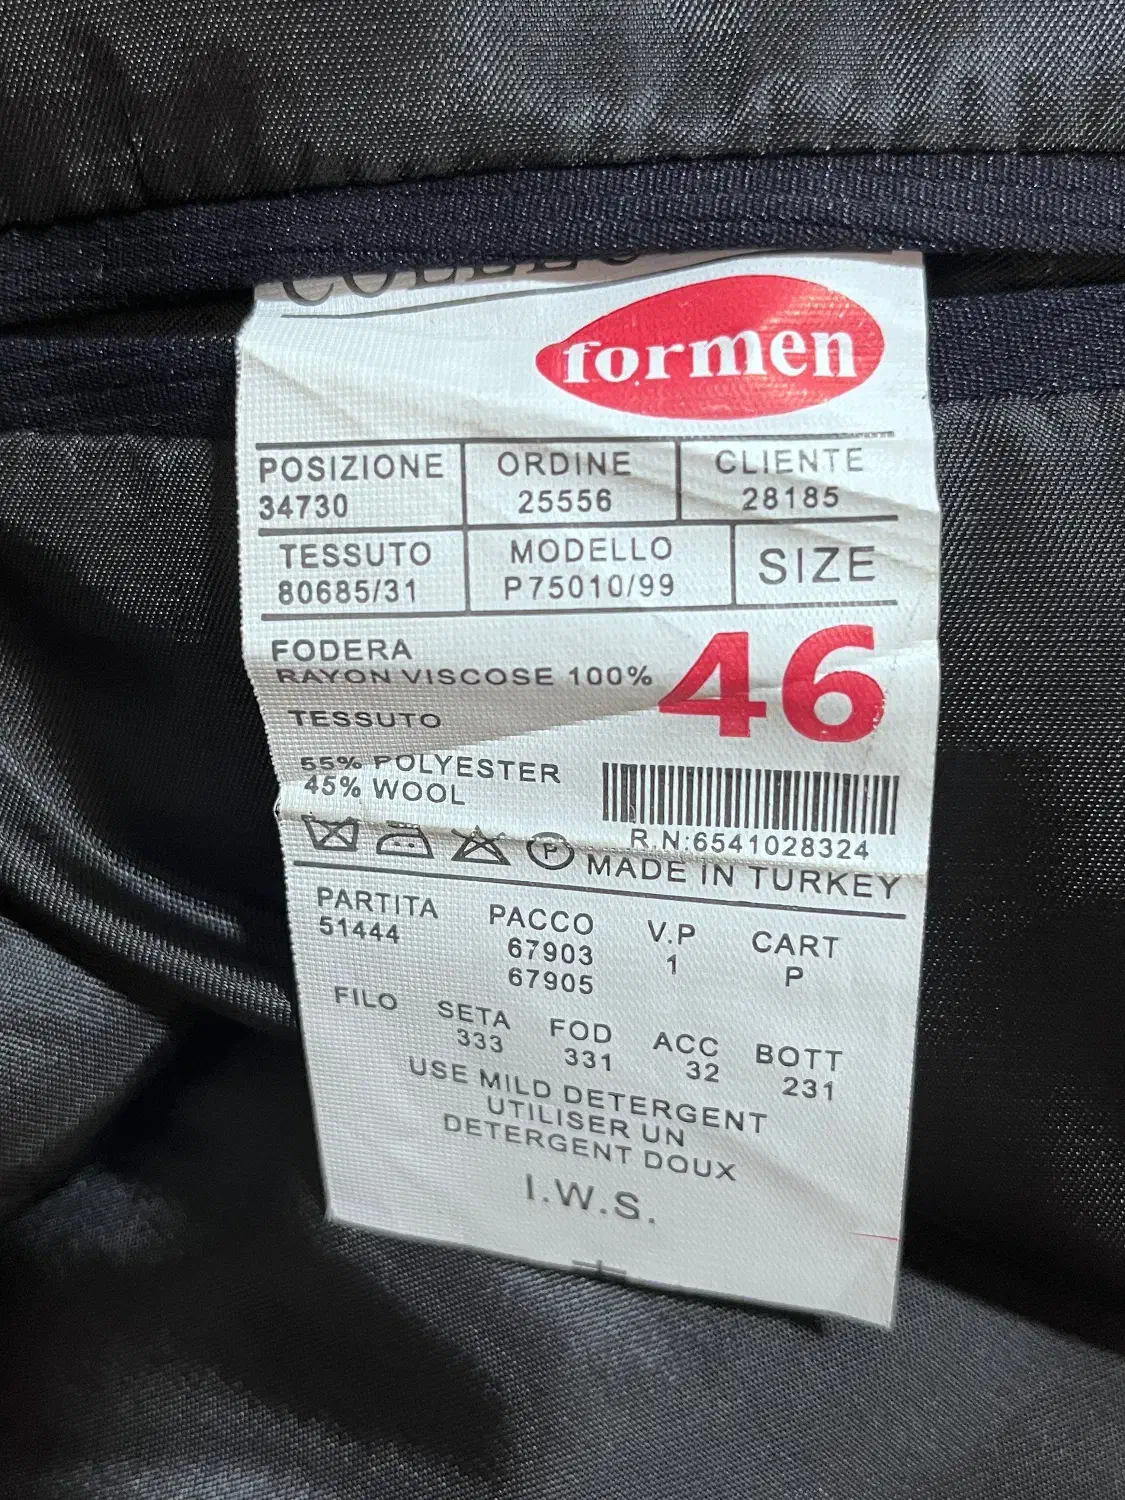 formen
POSIZIONE ORDINE CLIENTE
34730 25556 28185
TESSUTO MODELLO SIZE
80685/31 P75010/99
46
FODERA
RAYON VISCOSE 100%
TESSUTO
55% POLYESTER
45% WOOL
R.N:6541028324
P
MADE IN TURKEY
PARTITA PACCO V.P CART
51444 67903 1 P
67905
FILO SETA FOD ACC BOTT
333 331 32 231
USE MILD DETERGENT
UTILISER UN
DETERGENT DOUX
I.W.S.